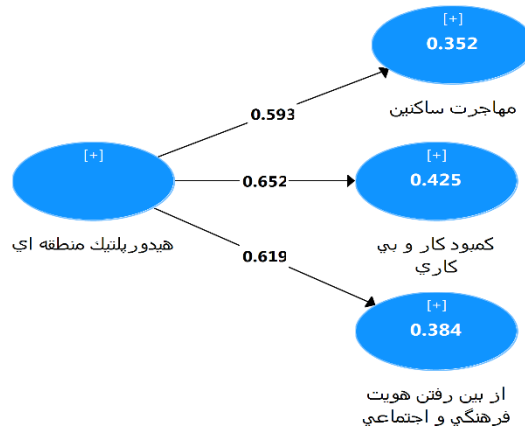 [+]
0.352
مهاجرت ساكنين
0.593
[+]
هيدورپلتيك منطقه اي
0.652
[+]
0.425
كمبود كار و بي
كاري
0.619
[+]
0.384
از بين رفتن هويت
فرهنگي و اجتماعي